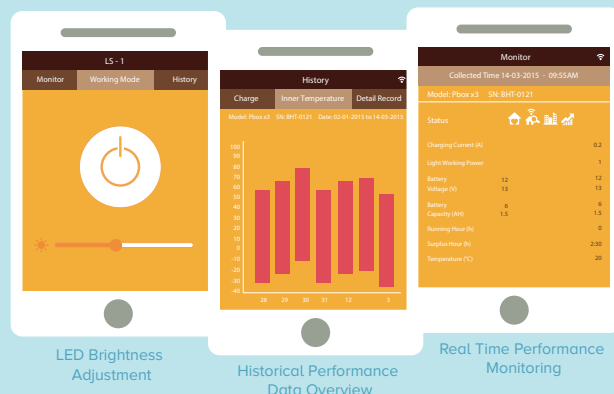 LS - 1
Monitor Working Mode History
LED Brightness
Adjustment
History
Charge Inner Temperature Detail Record
Model: Pbox x3 SN: BHT-0121 Date: 02-01-2015 to 14-03-2015
100
90
80
70
60
50
40
30
20
10
0
-10
-20
-30
-40
28 29 30 31 12 3
Historical Performance
Data Overview
Monitor
Collected Time 14-03-2015 - 09:55AM
Model: Pbox x3 SN: BHT-0121
Status
Charging Current (A) 0.2
Light Working Power 1
Battery 12 12
Voltage (V) 13 13
Battery 6 6
Capacity (AH) 1.5 1.5
Running Hour (h) 0
Surplus Hour (h) 2:30
Temperature (°C) 20
Real Time Performance
Monitoring